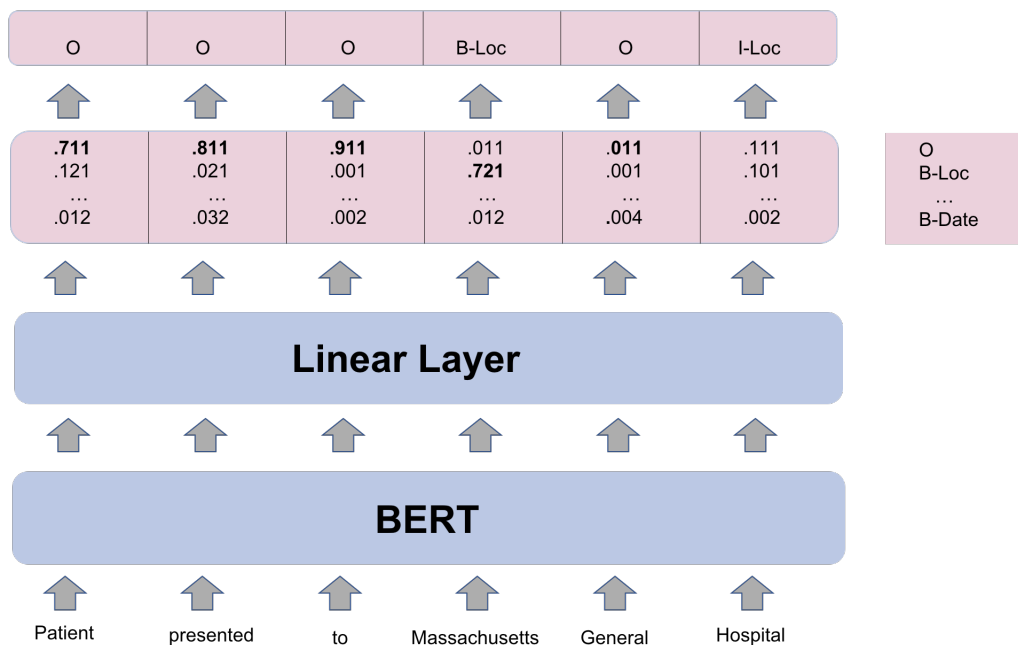 O O O B-Loc O I-Loc
.711 .811 .911 .011 .011 .111
.121 .021 .001 .721 .001 .101
... ... ... ... ... ...
.012 .032 .002 .012 .004 .002
O
B-Loc
...
B-Date
Linear Layer
BERT
Patient presented to Massachusetts General Hospital